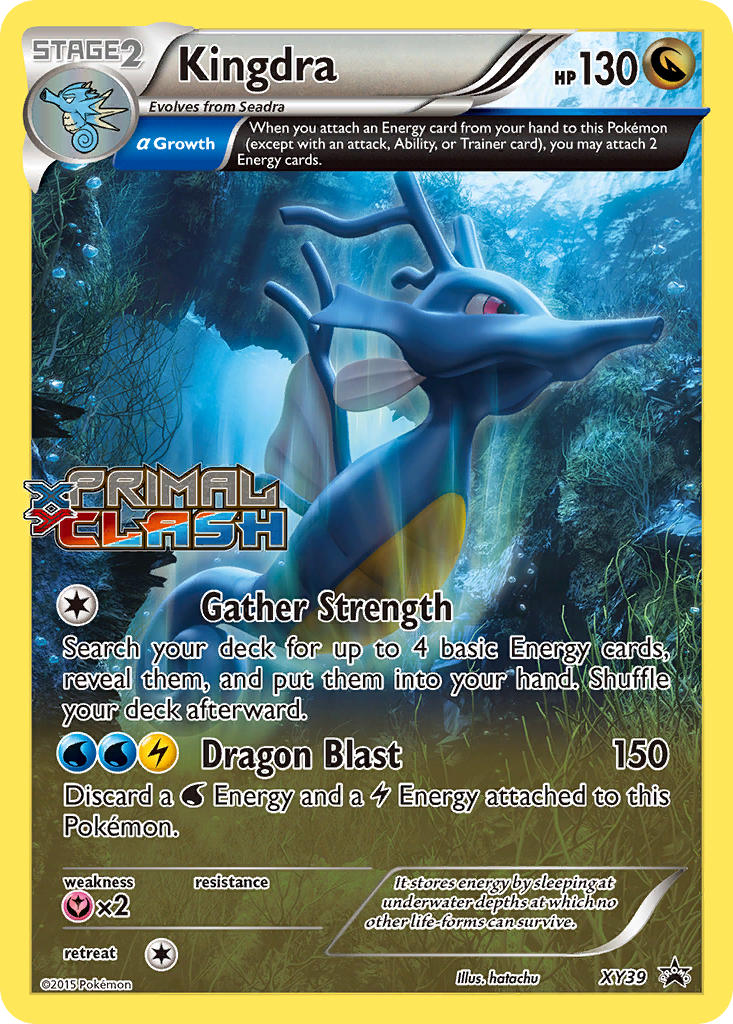 STAGE2
Kingdra
HP130
Evolves from Seadra
α Growth
When you attach an Energy card from your hand to this Pokémon
(except with an attack, Ability, or Trainer card), you may attach 2
Energy cards.
XY PRIMAL
CLASH
Gather Strength
Search your deck for up to 4 basic Energy cards,
reveal them, and put them into your hand. Shuffle
your deck afterward.
Dragon Blast 150
Discard a Energy and a Energy attached to this
Pokémon.
weakness
resistance
×2
retreat
It stores energy by sleeping at
underwater depths at which no
other life-forms can survive.
©2015 Pokémon
Illus. hatachu
XY39
PROMO